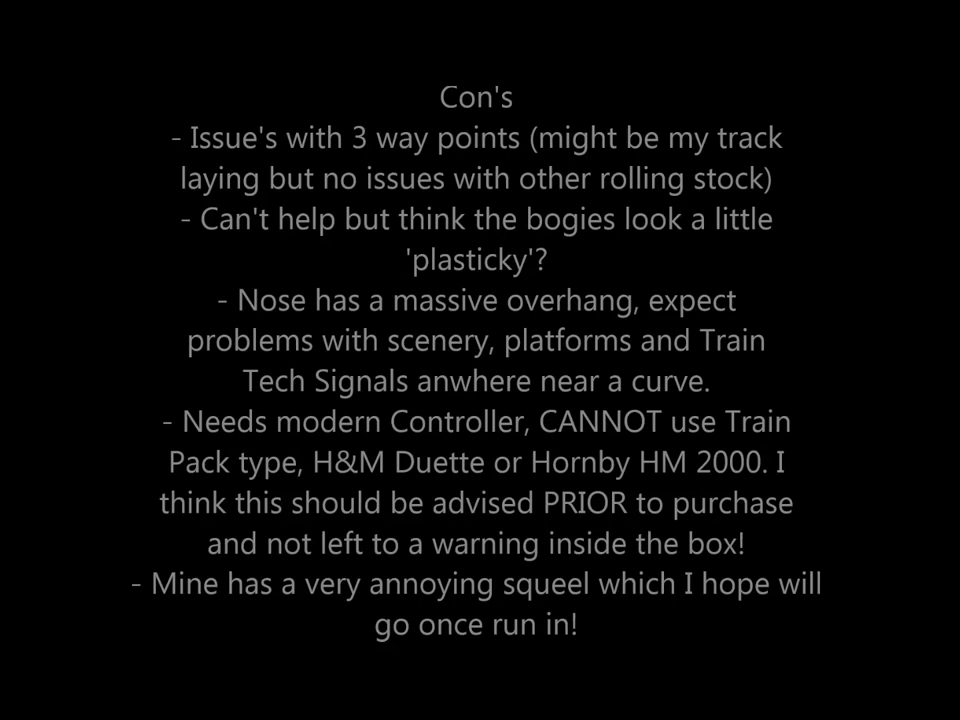 Con's
- Issue's with 3 way points (might be my track
laying but no issues with other rolling stock)
- Can't help but think the bogies look a little
'plasticky'?
- Nose has a massive overhang, expect
problems with scenery, platforms and Train
Tech Signals anwhere near a curve.
- Needs modern Controller, CANNOT use Train
Pack type, H&M Duette or Hornby HM 2000. I
think this should be advised PRIOR to purchase
and not left to a warning inside the box!
- Mine has a very annoying squeel which I hope will
go once run in!